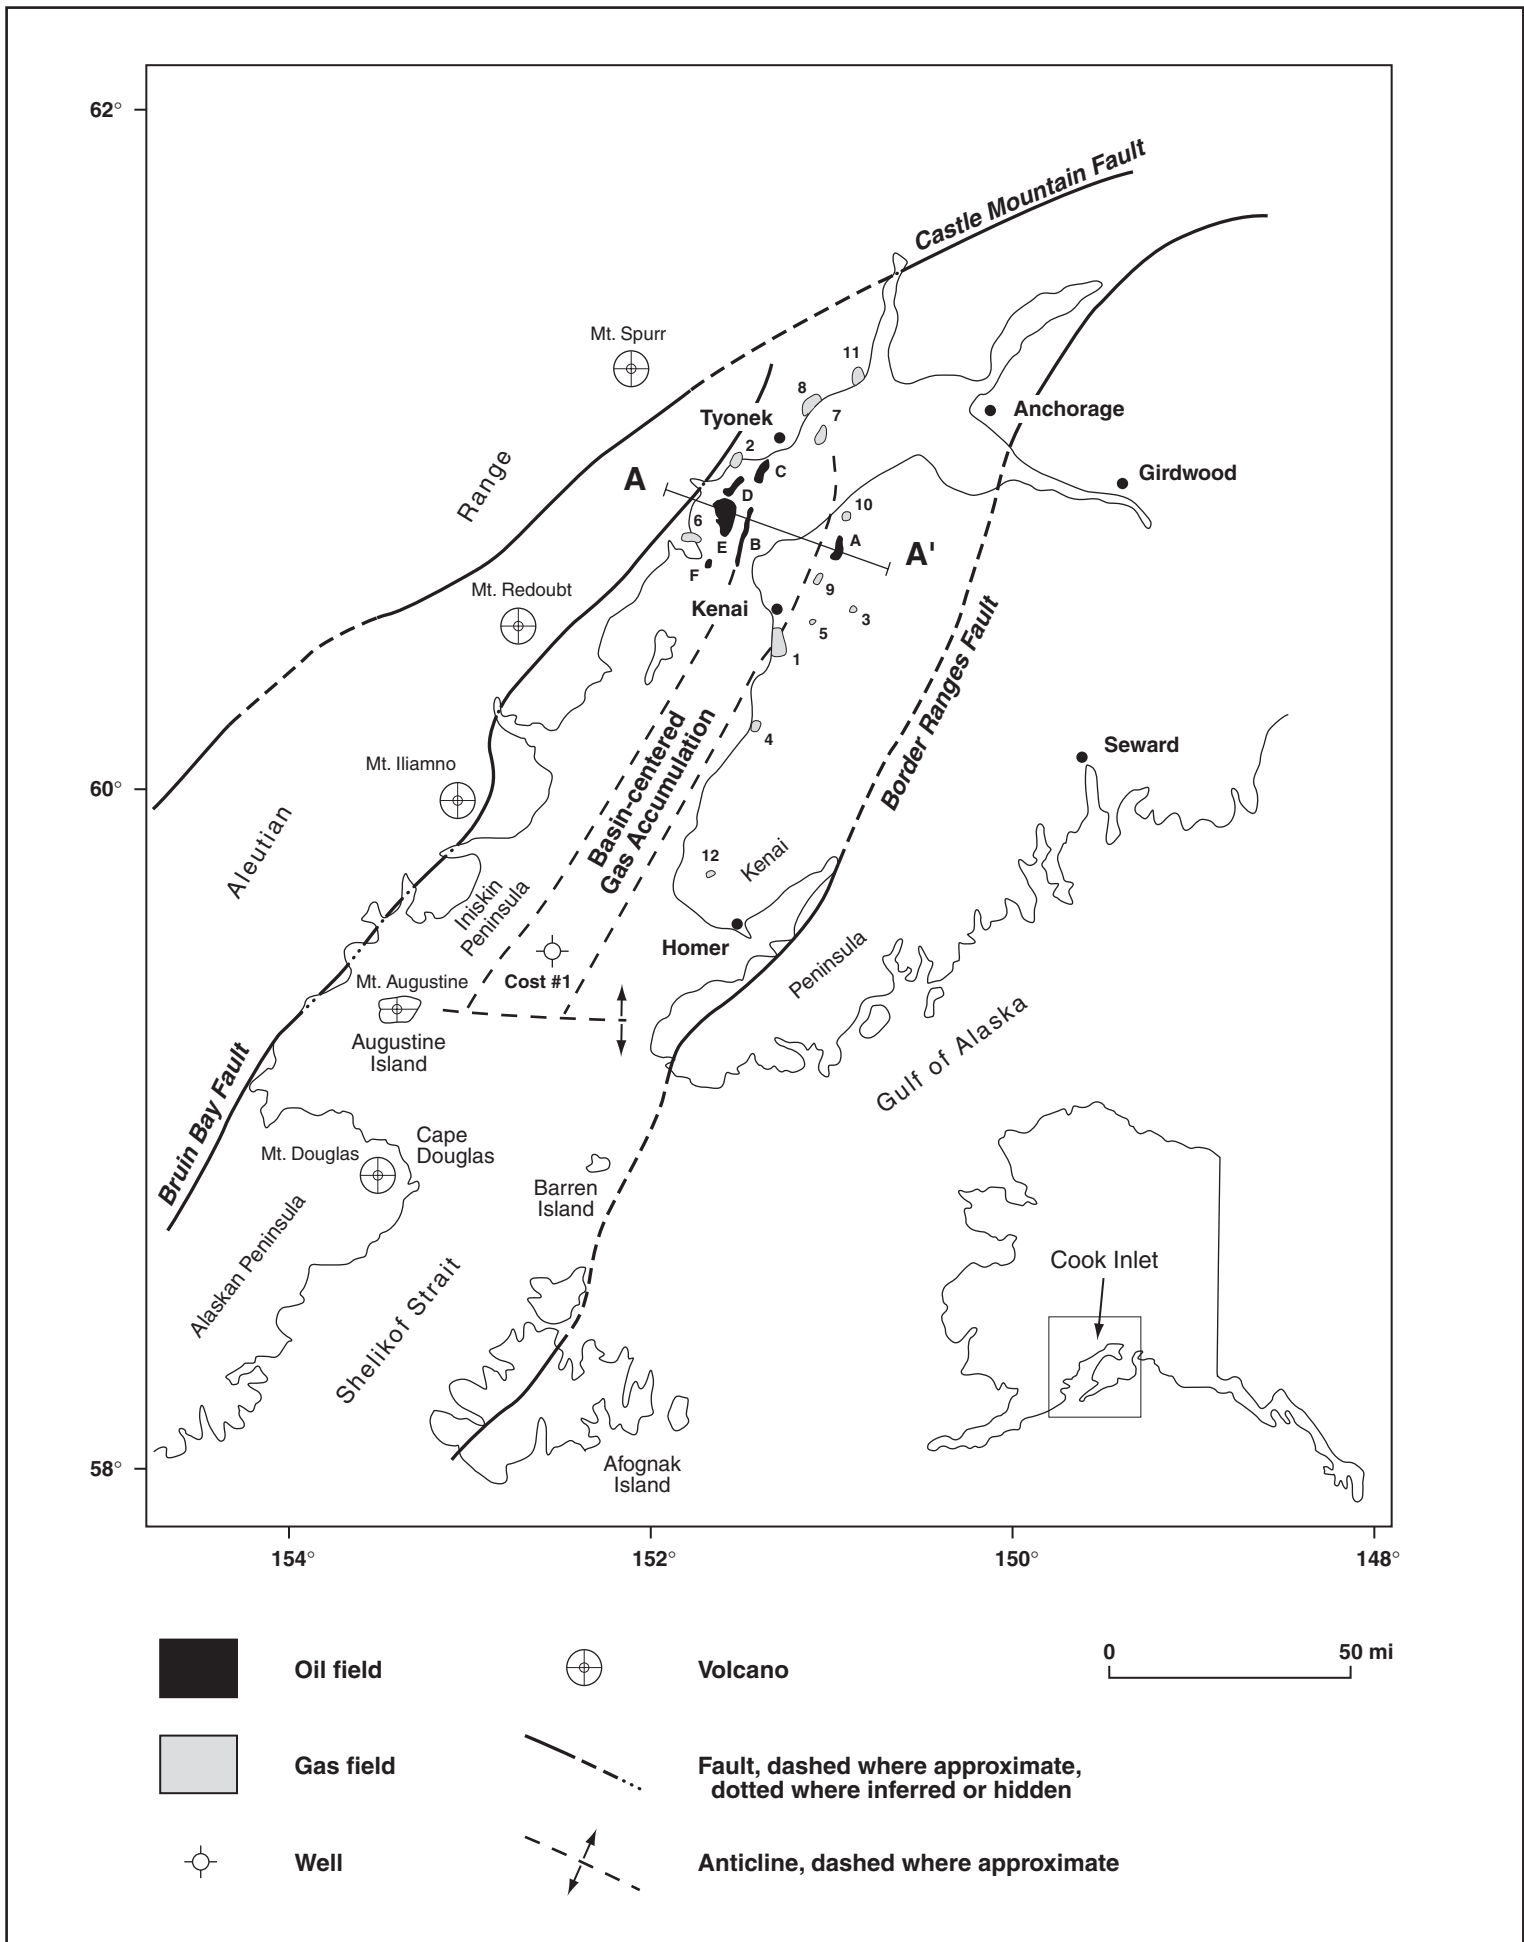 62°
Castle Mountain Fault
Mt. Spurr
11
8
7
Tyonek
Anchorage
2
C
Girdwood
A
Range
D
10
6
A
E
B
A'
F
9
Mt. Redoubt
Kenai
3
5
1
Border Ranges Fault
Basin-centered
Gas Accumulation
4
Seward
Mt. Iliamno
60°
Aleutian
12
Kenai
Iniskin
Peninsula
Homer
Peninsula
Cost #1
Mt. Augustine
Augustine
Island
Gulf of Alaska
Bruin Bay Fault
Cape
Douglas
Mt. Douglas
Barren
Island
Alaskan Peninsula
Shelikof Strait
Cook Inlet
58°
Afognak
Island
154°
152°
150°
148°
Oil field
Volcano
0
50 mi
Gas field
Fault, dashed where approximate,
dotted where inferred or hidden
Well
Anticline, dashed where approximate